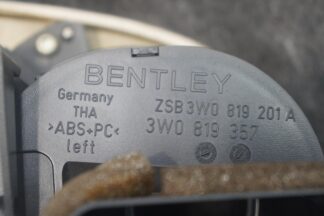 BENTLEY
Germany
THA
>ABS+PC<
left
ZSB 3W0 819 201 A
3W0 819 357